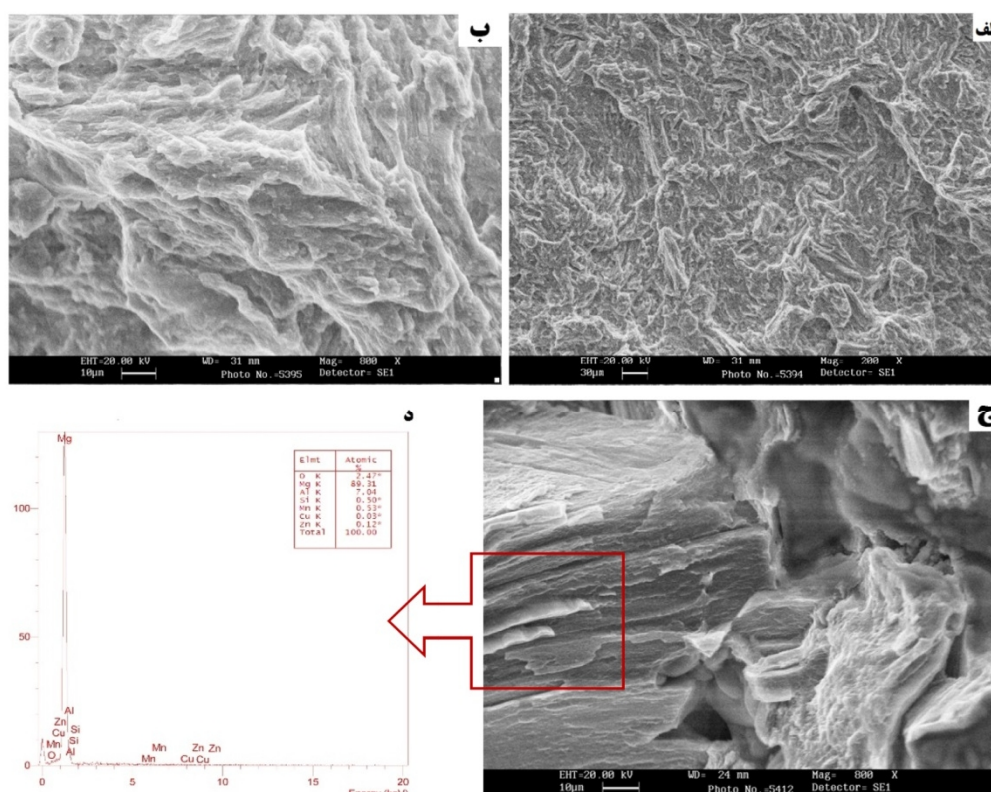 ب
EHT=20.00 kV WD= 31 mm Mag= 800 X
10μm Photo No.=5395 Detector= SE1
EHT=20.00 kV WD= 31 mm Mag= 200 X
30μm Photo No.=5394 Detector= SE1
د
Mg
Elmt Atomic
%
O K 2.47*
Mg K 89.31
Al K 7.04
Si K 0.50*
Mn K 0.53*
Cu K 0.03*
Zn K 0.12*
Total 100.00
100
50
Al
Zn
Si
Cu
Si
Mn
Al
O
Mn
Mn
Zn
Zn
Cu
Cu
0
0 5 10 15 20
ج
EHT=20.00 kV WD= 24 mm Mag= 800 X
10μm Photo No.=5412 Detector= SE1